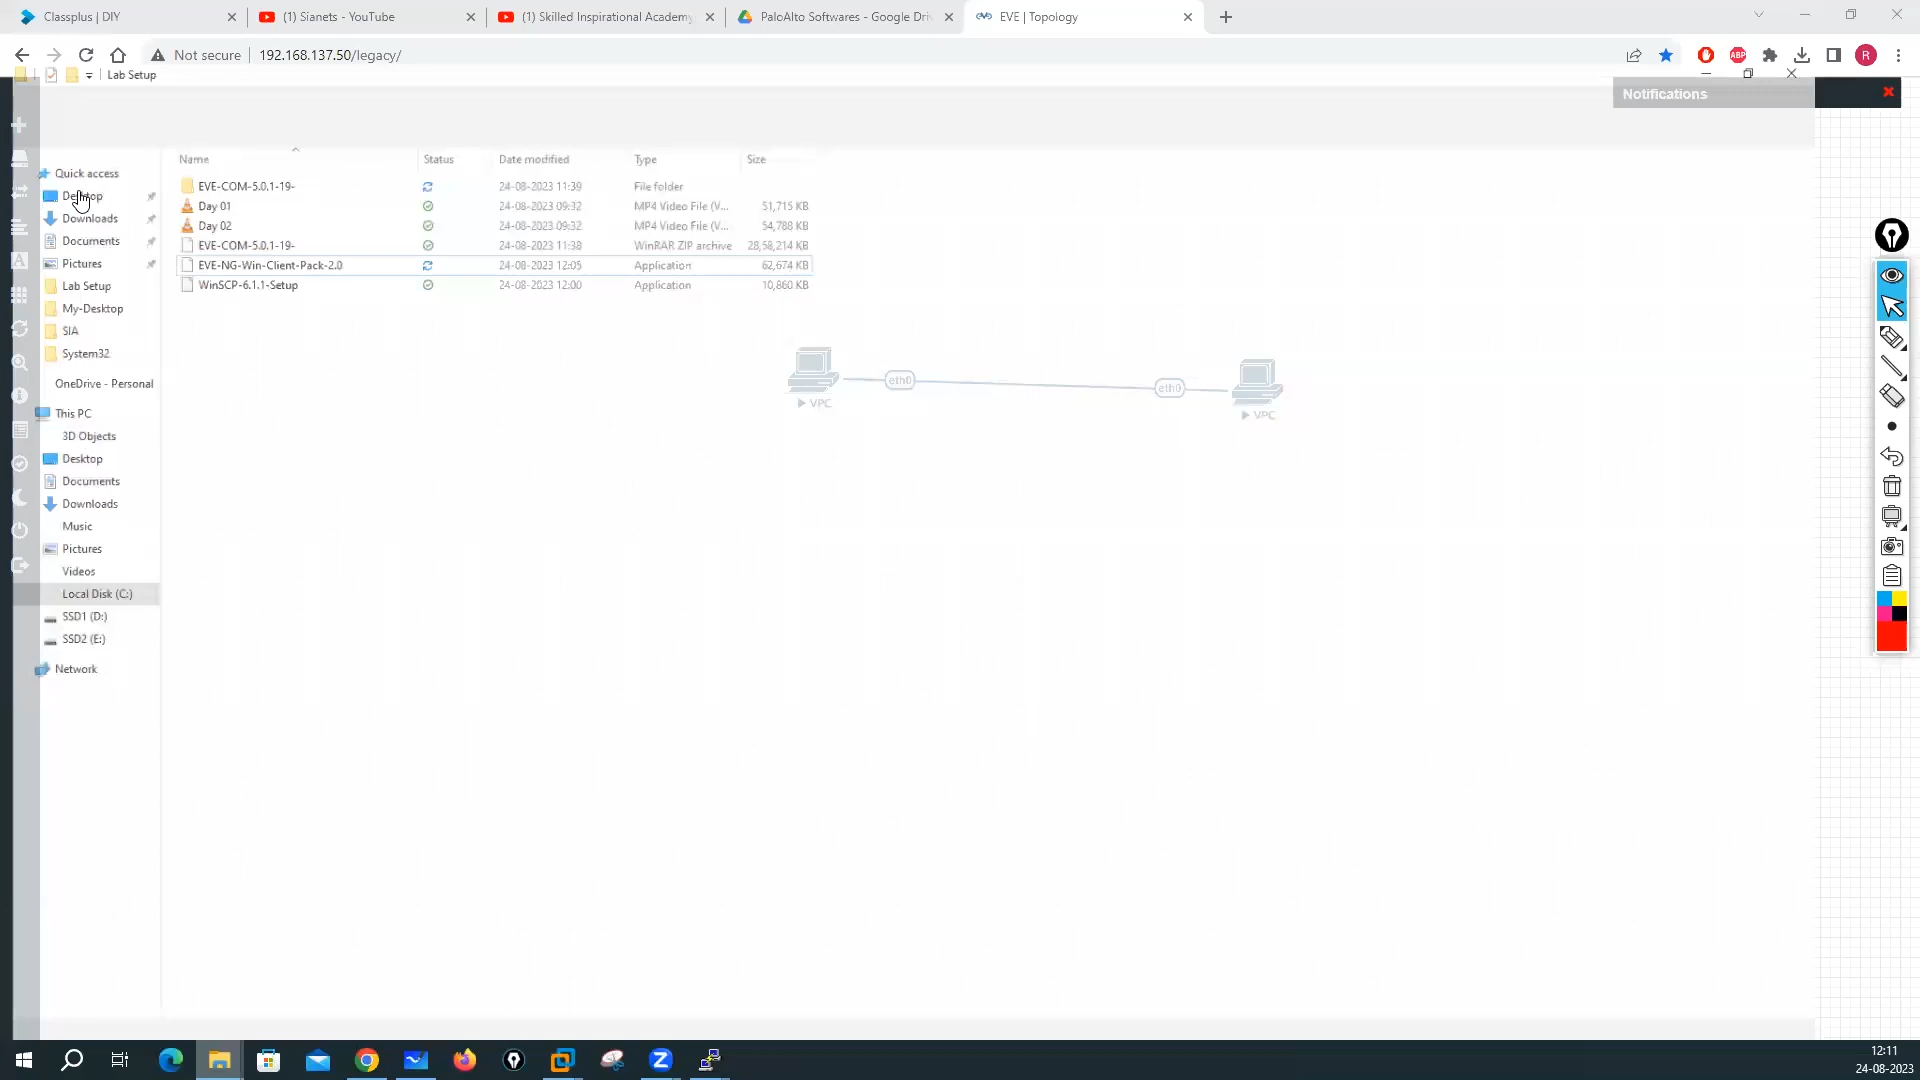 Classplus | DIY
(1) Sianets - YouTube
(1) Skilled Inspirational Academy
PaloAlto Softwares - Google Dri
EVE | Topology
Not secure
192.168.137.50/legacy/
ABP
R
Lab Setup
Notifications
Name
Status
Date modified
Type
Size
Quick access
Desktop
Downloads
Documents
Pictures
Lab Setup
My-Desktop
SIA
System32
OneDrive - Personal
This PC
3D Objects
Desktop
Documents
Downloads
Music
Pictures
Videos
Local Disk (C:)
SSD1 (D:)
SSD2 (E:)
Network
EVE-COM-5.0.1-19- 24-08-2023 11:39 File folder
Day 01 24-08-2023 09:32 MP4 Video File (V... 51,715 KB
Day 02 24-08-2023 09:32 MP4 Video File (V... 54,788 KB
EVE-COM-5.0.1-19- 24-08-2023 11:38 WinRAR ZIP archive 28,58,214 KB
EVE-NG-Win-Client-Pack-2.0 24-08-2023 12:05 Application 62,674 KB
WinSCP-6.1.1-Setup 24-08-2023 12:00 Application 10,860 KB
eth0
eth0
VPC
VPC
A
12:11
24-08-2023